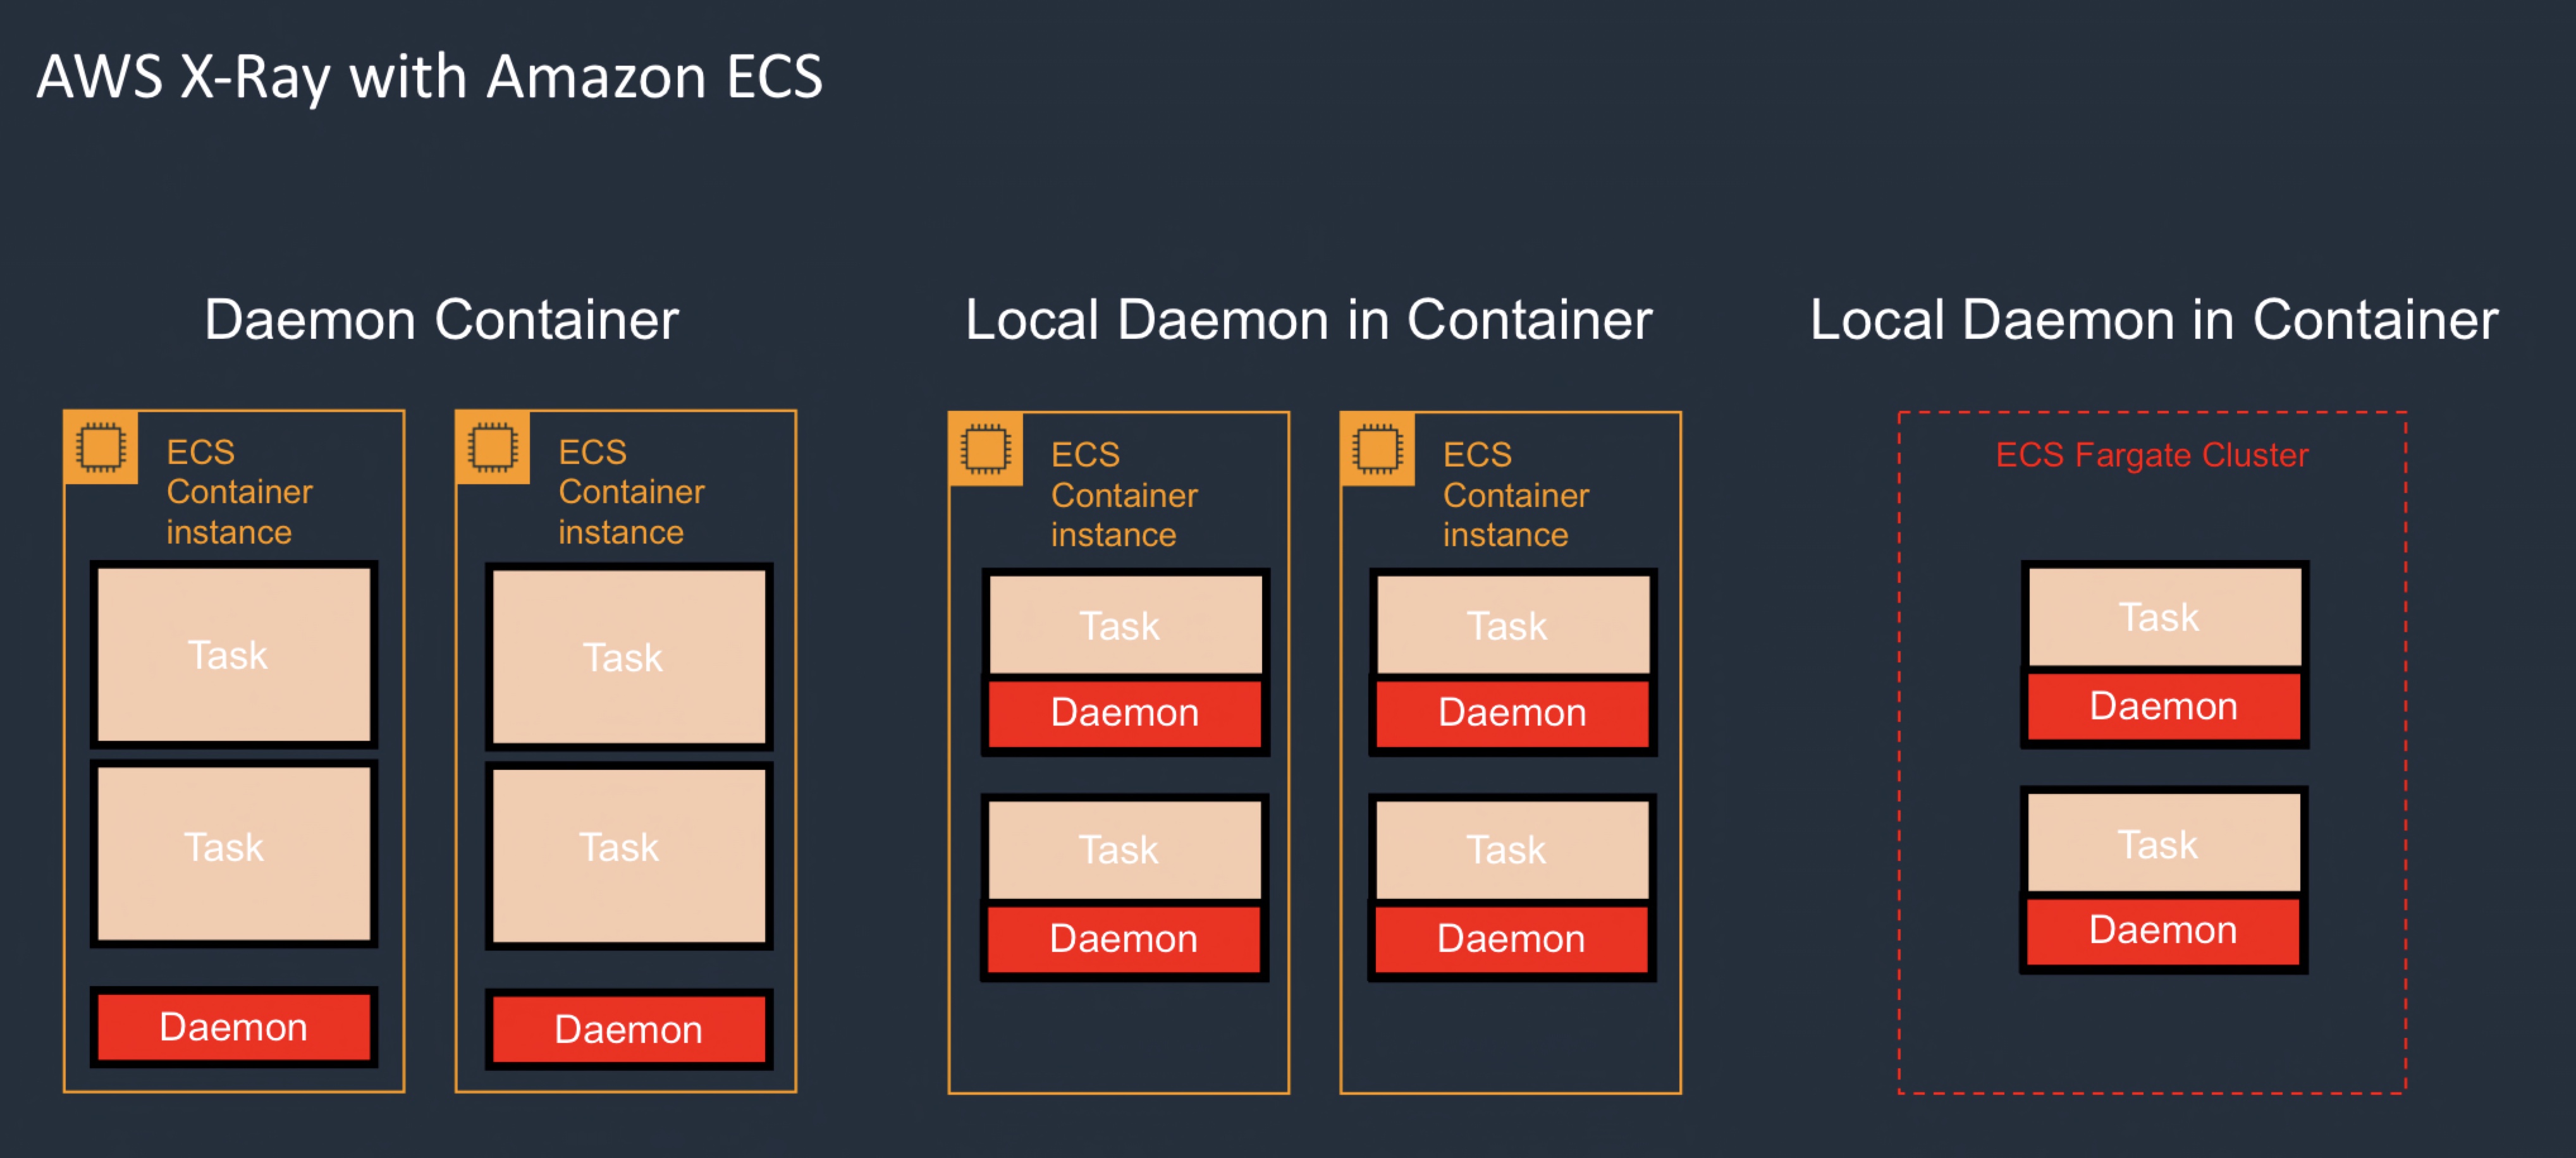 AWS X-Ray with Amazon ECS
Daemon Container
ECS
Container
instance
Task
Task
Daemon
ECS
Container
instance
Task
Task
Daemon
Local Daemon in Container
ECS
Container
instance
Task
Daemon
Task
Daemon
ECS
Container
instance
Task
Daemon
Task
Daemon
Local Daemon in Container
ECS Fargate Cluster
Task
Daemon
Task
Daemon